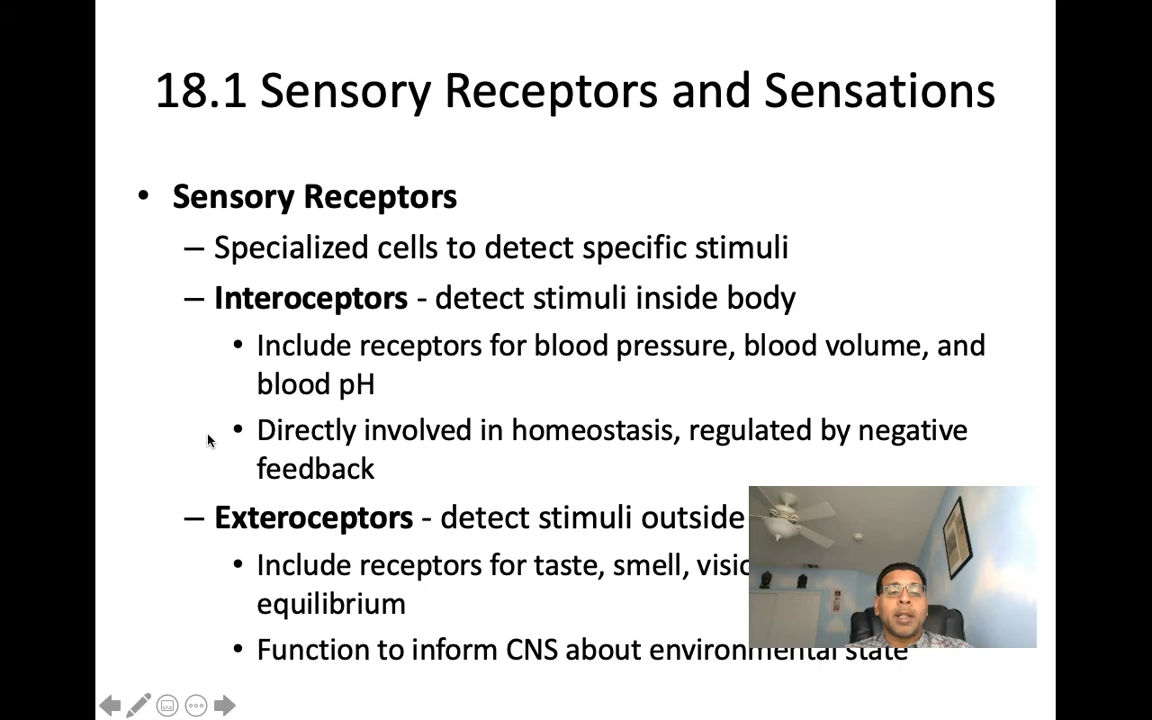 18.1 Sensory Receptors and Sensations
• Sensory Receptors
– Specialized cells to detect specific stimuli
– Interoceptors - detect stimuli inside body
• Include receptors for blood pressure, blood volume, and
blood pH
• Directly involved in homeostasis, regulated by negative
feedback
– Exteroceptors - detect stimuli outside
• Include receptors for taste, smell,
equilibrium
• Function to inform CNS about environmental state